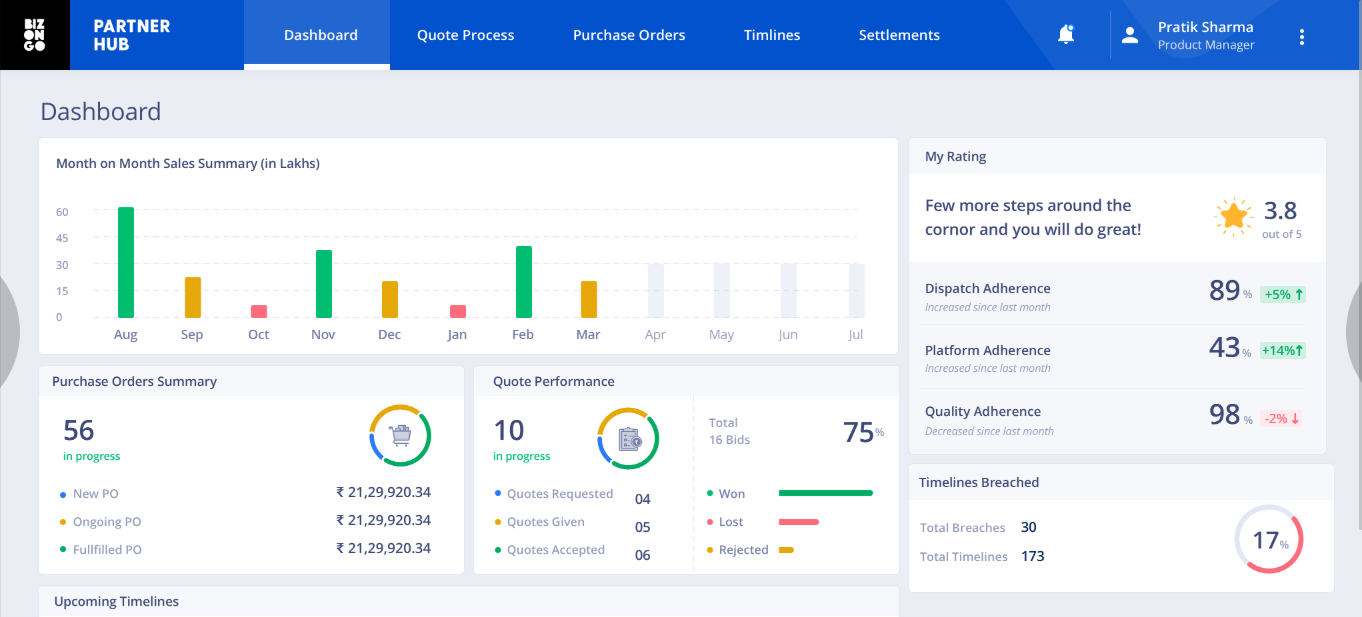 BIZ
ON
GO
PARTNER
HUB
Dashboard
Quote Process
Purchase Orders
Timlines
Settlements
Pratik Sharma
Product Manager
Dashboard
Month on Month Sales Summary (in Lakhs)
60
45
30
15
0
Aug Sep Oct Nov Dec Jan Feb Mar Apr May Jun Jul
My Rating
Few more steps around the
cornor and you will do great!
3.8
out of 5
Dispatch Adherence
Increased since last month
89 %
+5% ↑
Platform Adherence
Increased since last month
43 %
+14%↑
Quality Adherence
Decreased since last month
98 %
-2% ↓
Purchase Orders Summary
56
in progress
New PO ₹ 21,29,920.34
Ongoing PO ₹ 21,29,920.34
Fullfilled PO ₹ 21,29,920.34
Quote Performance
10
in progress
Quotes Requested 04
Quotes Given 05
Quotes Accepted 06
Total
16 Bids
75%
Won
Lost
Rejected
Timelines Breached
Total Breaches 30
Total Timelines 173
17%
Upcoming Timelines